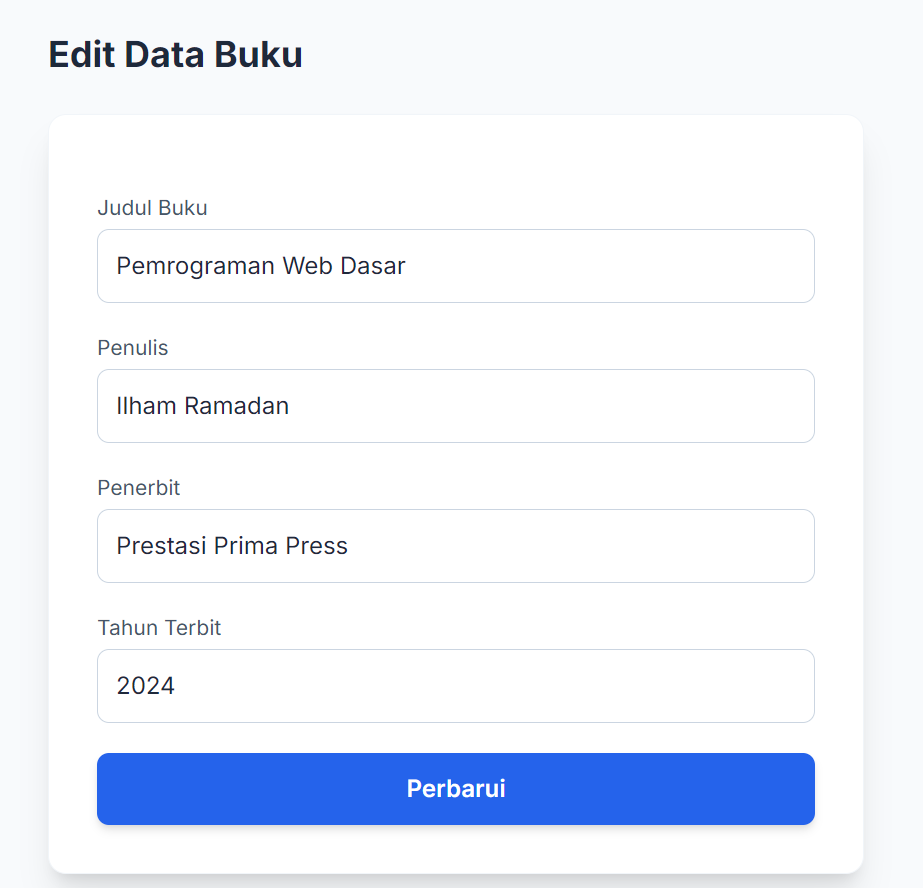 Edit Data Buku
Judul Buku
Pemrograman Web Dasar
Penulis
Ilham Ramadan
Penerbit
Prestasi Prima Press
Tahun Terbit
2024
Perbarui